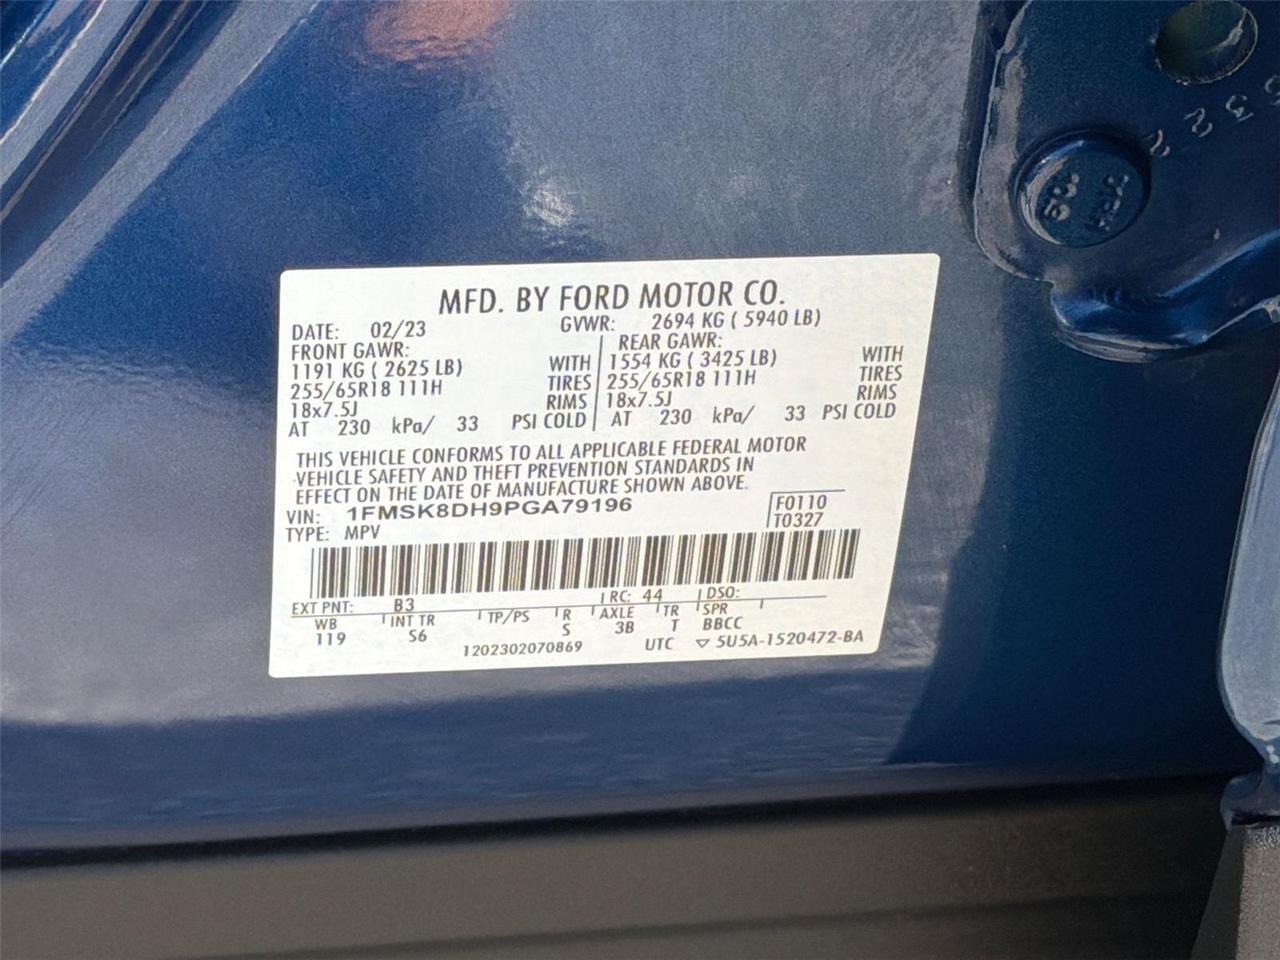 MFD. BY FORD MOTOR CO.
DATE: 02/23 GVWR: 2694 KG ( 5940 LB)
FRONT GAWR: REAR GAWR:
1191 KG ( 2625 LB) WITH 1554 KG ( 3425 LB) WITH
255/65R18 111H TIRES 255/65R18 111H TIRES
18x7.5J RIMS 18x7.5J RIMS
AT 230 kPa/ 33 PSI COLD AT 230 kPa/ 33 PSI COLD
THIS VEHICLE CONFORMS TO ALL APPLICABLE FEDERAL MOTOR
VEHICLE SAFETY AND THEFT PREVENTION STANDARDS IN
EFFECT ON THE DATE OF MANUFACTURE SHOWN ABOVE.
VIN: 1FMSK8DH9PGA79196 F0110
TYPE: MPV T0327
EXT PNT: B3 RC: 44 DSO:
WB INT TR TP/PS R AXLE TR SPR
119 S6 S 3B T BBCC
1202302070869 UTC ▽ 5U5A-1520472-BA